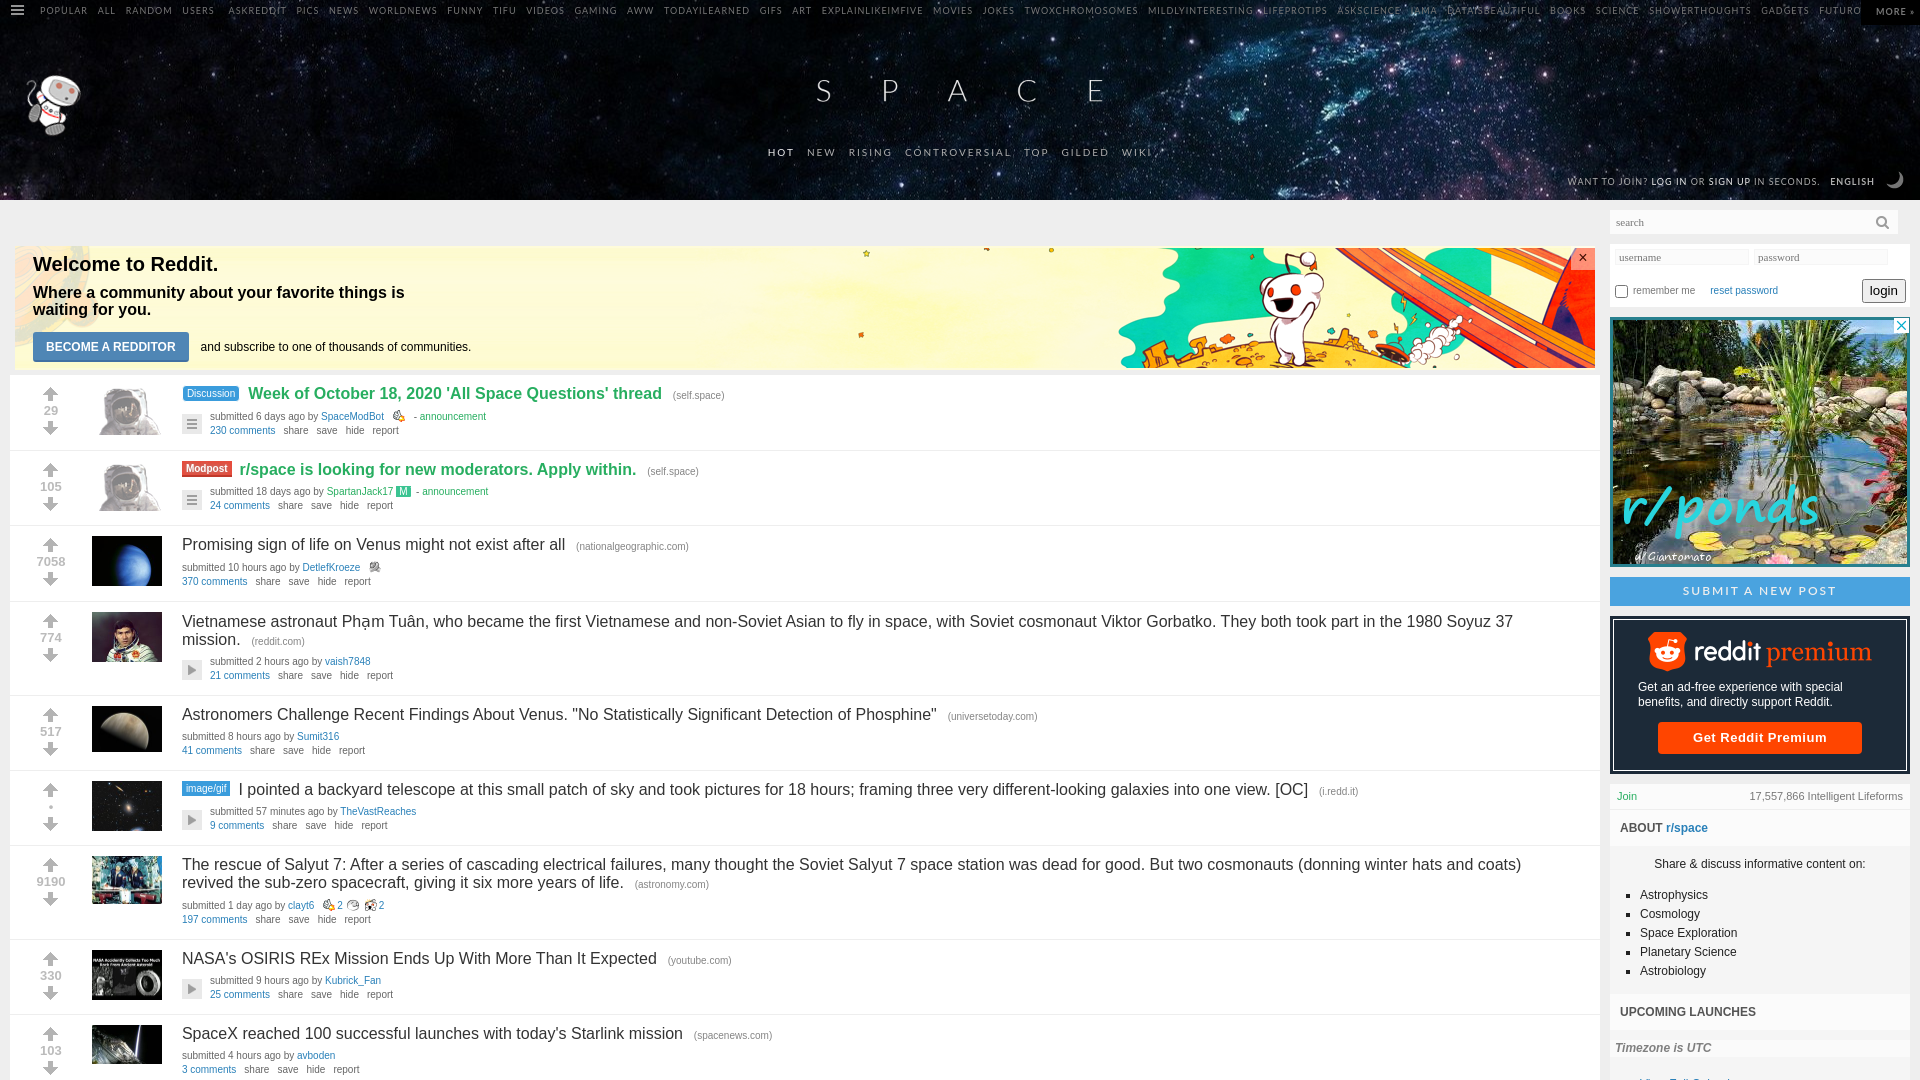 POPULAR ALL RANDOM USERS ASKREDDIT PICS NEWS WORLDNEWS FUNNY TIFU VIDEOS GAMING AWW TODAYILEARNED GIFS ART EXPLAINLIKEIMFIVE MOVIES JOKES TWOXCHROMOSOMES MILDLYINTERESTING LIFEPROTIPS ASKSCIENCE IAMA DATAISBEAUTIFUL BOOKS SCIENCE SHOWERTHOUGHTS GADGETS FUTURO MORE »
S P A C E
HOT NEW RISING CONTROVERSIAL TOP GILDED WIKI
WANT TO JOIN? LOG IN OR SIGN UP IN SECONDS. ENGLISH
search
username password
remember me reset password login
Welcome to Reddit.
Where a community about your favorite things is
waiting for you.
BECOME A REDDITOR and subscribe to one of thousands of communities.
×
29
Discussion Week of October 18, 2020 'All Space Questions' thread (self.space)
submitted 6 days ago by SpaceModBot - announcement
230 comments share save hide report
105
Modpost r/space is looking for new moderators. Apply within. (self.space)
submitted 18 days ago by SpartanJack17 M - announcement
24 comments share save hide report
7058
Promising sign of life on Venus might not exist after all (nationalgeographic.com)
submitted 10 hours ago by DetlefKroeze
370 comments share save hide report
774
Vietnamese astronaut Phạm Tuân, who became the first Vietnamese and non-Soviet Asian to fly in space, with Soviet cosmonaut Viktor Gorbatko. They both took part in the 1980 Soyuz 37
mission. (reddit.com)
submitted 2 hours ago by vaish7848
21 comments share save hide report
517
Astronomers Challenge Recent Findings About Venus. "No Statistically Significant Detection of Phosphine" (universetoday.com)
submitted 8 hours ago by Sumit316
41 comments share save hide report
•
image/gif I pointed a backyard telescope at this small patch of sky and took pictures for 18 hours; framing three very different-looking galaxies into one view. [OC] (i.redd.it)
submitted 57 minutes ago by TheVastReaches
9 comments share save hide report
9190
The rescue of Salyut 7: After a series of cascading electrical failures, many thought the Soviet Salyut 7 space station was dead for good. But two cosmonauts (donning winter hats and coats)
revived the sub-zero spacecraft, giving it six more years of life. (astronomy.com)
submitted 1 day ago by clayt6 2 2
197 comments share save hide report
330
NASA Accidently Collects Too Much
Rock From Ancient Asteroid
NASA's OSIRIS REx Mission Ends Up With More Than It Expected (youtube.com)
submitted 9 hours ago by Kubrick_Fan
25 comments share save hide report
103
SpaceX reached 100 successful launches with today's Starlink mission (spacenews.com)
submitted 4 hours ago by avboden
3 comments share save hide report
r/ponds
u/Giantomato
SUBMIT A NEW POST
reddit premium
Get an ad-free experience with special
benefits, and directly support Reddit.
Get Reddit Premium
Join 17,557,866 Intelligent Lifeforms
ABOUT r/space
Share & discuss informative content on:
Astrophysics
Cosmology
Space Exploration
Planetary Science
Astrobiology
UPCOMING LAUNCHES
Timezone is UTC